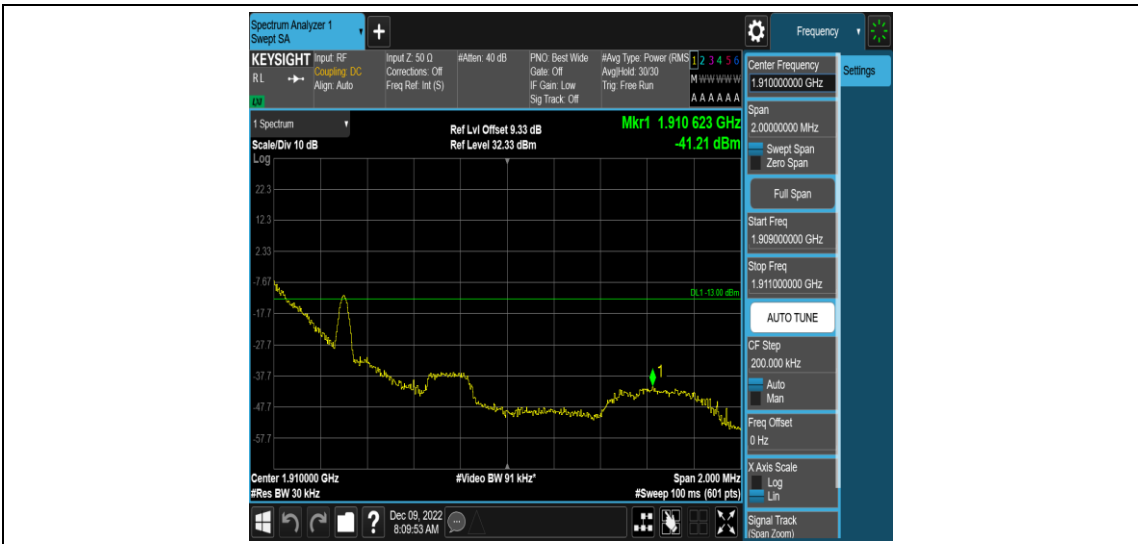 Spectrum Analyzer 1
Swept SA
+
Frequency
KEYSIGHT
RL
LXI
Input: RF
Coupling: DC
Align: Auto
Input Z: 50 Ω
Corrections: Off
Freq Ref: Int (S)
#Atten: 40 dB
PNO: Best Wide
Gate: Off
IF Gain: Low
Sig Track: Off
#Avg Type: Power (RMS
Avg|Hold: 30/30
Trig: Free Run
1 2 3 4 5 6
M W W W W W
A A A A A A
1 Spectrum
Scale/Div 10 dB
Log
Ref Lvl Offset 9.33 dB
Ref Level 32.33 dBm
Mkr1 1.910 623 GHz
-41.21 dBm
22.3
12.3
2.33
-7.67
-17.7
-27.7
-37.7
-47.7
-57.7
DL1 -13.00 dBm
1
Center 1.910000 GHz
#Res BW 30 kHz
#Video BW 91 kHz*
Span 2.000 MHz
#Sweep 100 ms (601 pts)
?
Dec 09, 2022
8:09:53 AM
Center Frequency
1.910000000 GHz
Settings
Span
2.00000000 MHz
Swept Span
Zero Span
Full Span
Start Freq
1.909000000 GHz
Stop Freq
1.911000000 GHz
AUTO TUNE
CF Step
200.000 kHz
Auto
Man
Freq Offset
0 Hz
X Axis Scale
Log
Lin
Signal Track
(Span Zoom)